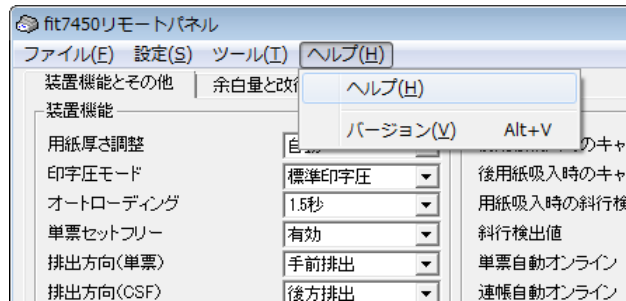 fit7450リモートパネル
ファイル(F) 設定(S) ツール(T) ヘルプ(H)
装置機能とその他 余白量と改行
ヘルプ(H)
バージョン(V) Alt+V
装置機能
用紙厚さ調整 自動
印字圧モード 標準印字圧 後用紙吸入時のキャ
オートローディング 1.5秒 用紙吸入時の斜行検
単票セットフリー 有効 斜行検出値
排出方向(単票) 手前排出 単票自動オンライン
排出方向(CSF) 後方排出 連帳自動オンライン